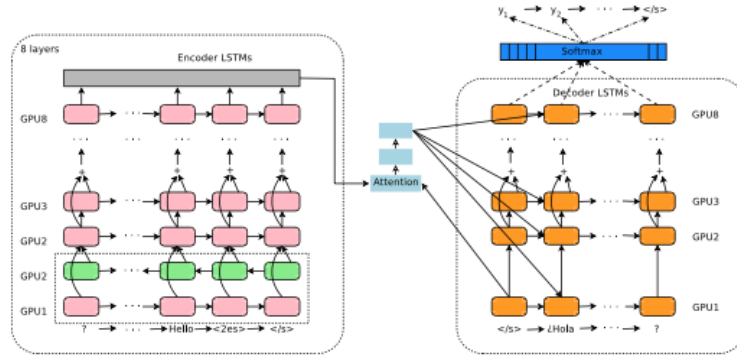 y1 y2 ... </s>
Softmax
8 layers
Encoder LSTMs
Decoder LSTMs
GPU8
GPU8
...
Attention
GPU3
GPU3
GPU2
GPU2
GPU2
GPU1
GPU1
? ... Hello <2es> </s>
</s> ¿Hola ... ?